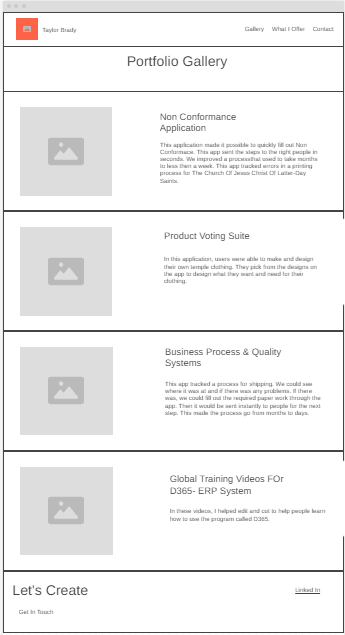 Taylor Brady
Gallery What I Offer Contact
Portfolio Gallery
Non Conformance
Application
This application made it possible to quickly fill out Non
Conformance. This app sent the steps to the right people in
seconds. We improved a processthat used to take months
to less then a week. This app tracked errors in a printing
process for The Church Of Jesus Christ Of Latter-Day
Saints.
Product Voting Suite
In this application, users were able to make and design
their own temple clothing. They pick from the designs on
the app to design what they want and need for their
clothing.
Business Process & Quality
Systems
This app tracked a process for shipping. We could see
where it was at and if there was any problems. If there
was, we could fill out the required paper work through the
app. Then it would be sent instantly to people for the next
step. This made the process go from months to days.
Global Training Videos FOr
D365- ERP System
In these videos, I helped edit and cut to help people learn
how to use the program called D365.
Let's Create
Linked In
Get In Touch